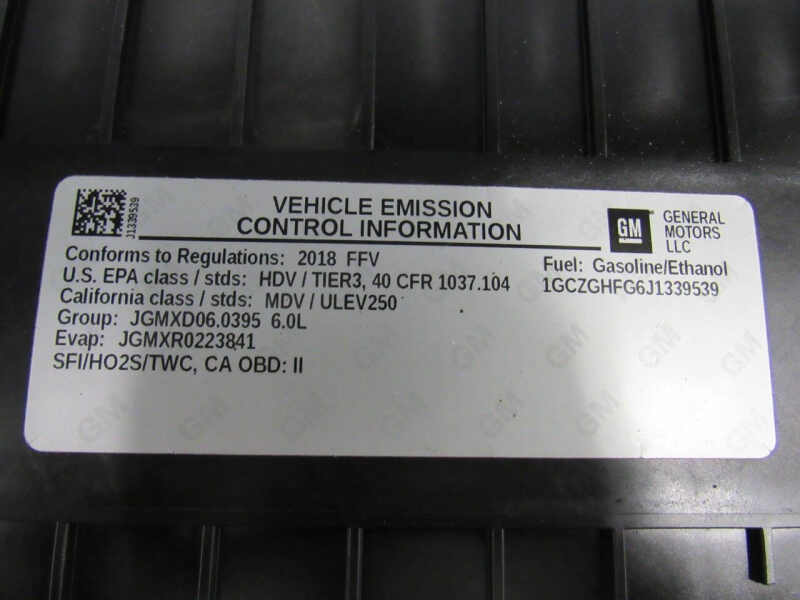 J1339539
VEHICLE EMISSION
CONTROL INFORMATION
GM
GENERAL
MOTORS
LLC
Conforms to Regulations: 2018 FFV
Fuel: Gasoline/Ethanol
U.S. EPA class / stds: HDV / TIER3, 40 CFR 1037.104
1GCZGHFG6J1339539
California class / stds: MDV / ULEV250
Group: JGMXD06.0395 6.0L
Evap: JGMXR0223841
SFI/HO2S/TWC, CA OBD: II